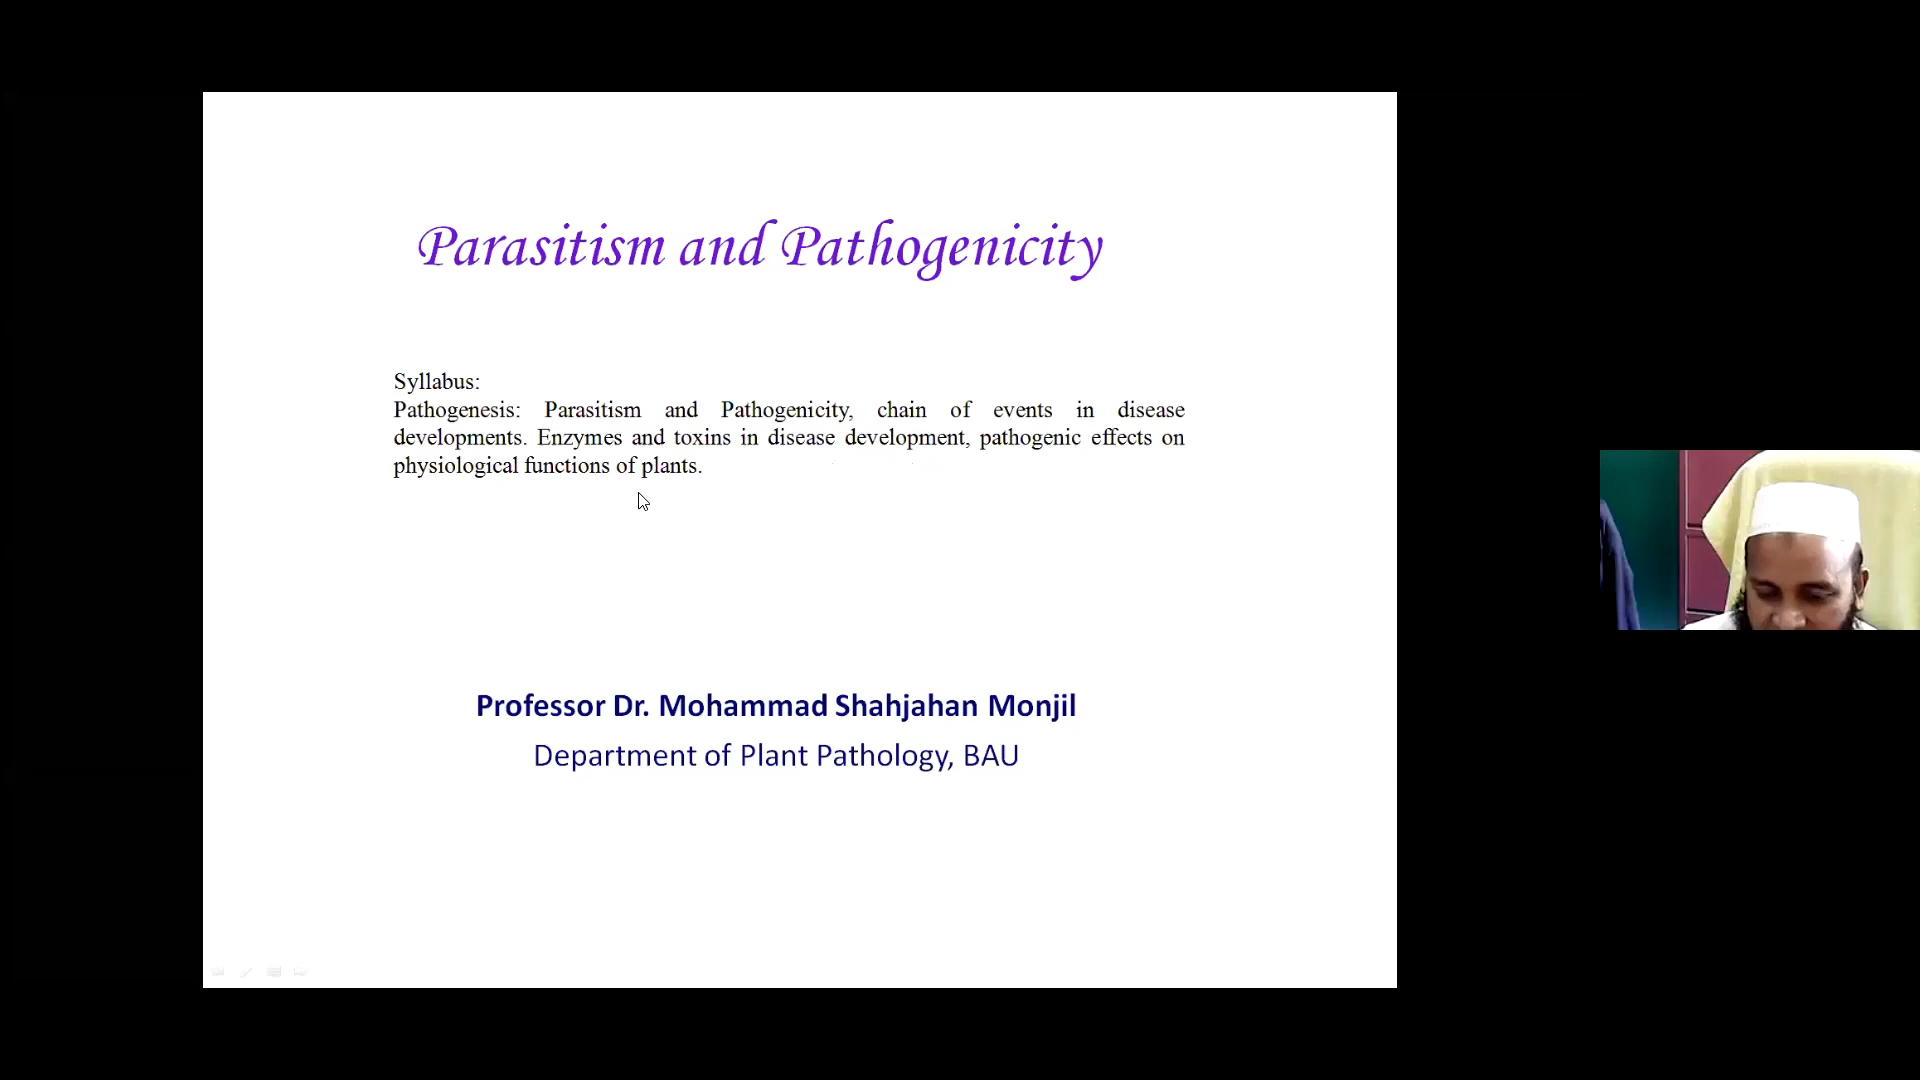 Parasitism and Pathogenicity
Syllabus:
Pathogenesis: Parasitism and Pathogenicity, chain of events in disease
developments. Enzymes and toxins in disease development, pathogenic effects on
physiological functions of plants.
Professor Dr. Mohammad Shahjahan Monjil
Department of Plant Pathology, BAU